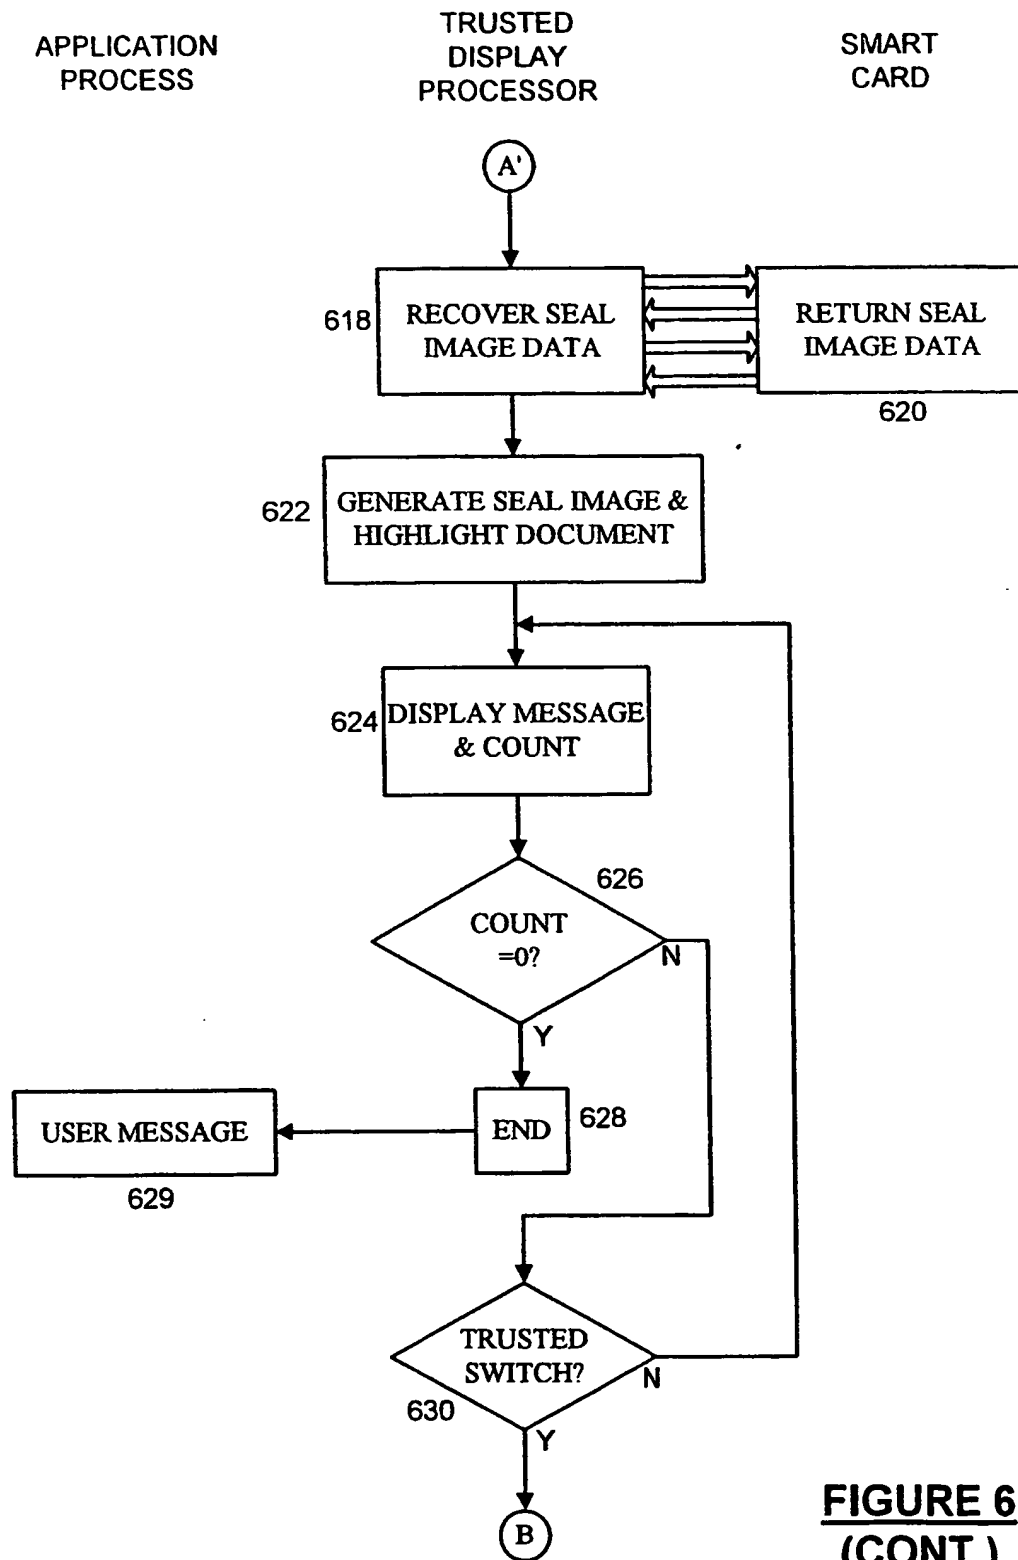 APPLICATION
PROCESS
TRUSTED
DISPLAY
PROCESSOR
SMART
CARD
A'
618
RECOVER SEAL
IMAGE DATA
RETURN SEAL
IMAGE DATA
620
622
GENERATE SEAL IMAGE &
HIGHLIGHT DOCUMENT
624
DISPLAY MESSAGE
& COUNT
626
COUNT
=0?
N
Y
USER MESSAGE
629
END
628
TRUSTED
SWITCH?
N
630
Y
B
FIGURE 6
(CONT.)